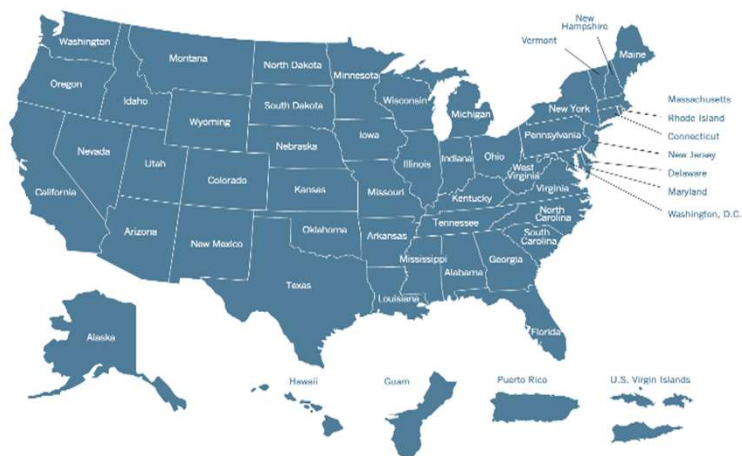 New
Hampshire
Vermont
Washington
Montana
North Dakota
Minnesota
Maine
Oregon
Idaho
South Dakota
Wisconsin
Michigan
New York
Massachusetts
Rhode Island
Connecticut
Wyoming
Iowa
Nebraska
Pennsylvania
New Jersey
Nevada
Utah
Colorado
Illinois
Indiana
Ohio
Delaware
West
Virginia
Maryland
California
Kansas
Missouri
Kentucky
Virginia
Washington, D.C.
Arizona
New Mexico
Oklahoma
Arkansas
Tennessee
North
Carolina
South
Carolina
Mississippi
Alabama
Georgia
Texas
Louisiana
Florida
Alaska
Hawaii
Guam
Puerto Rico
U.S. Virgin Islands